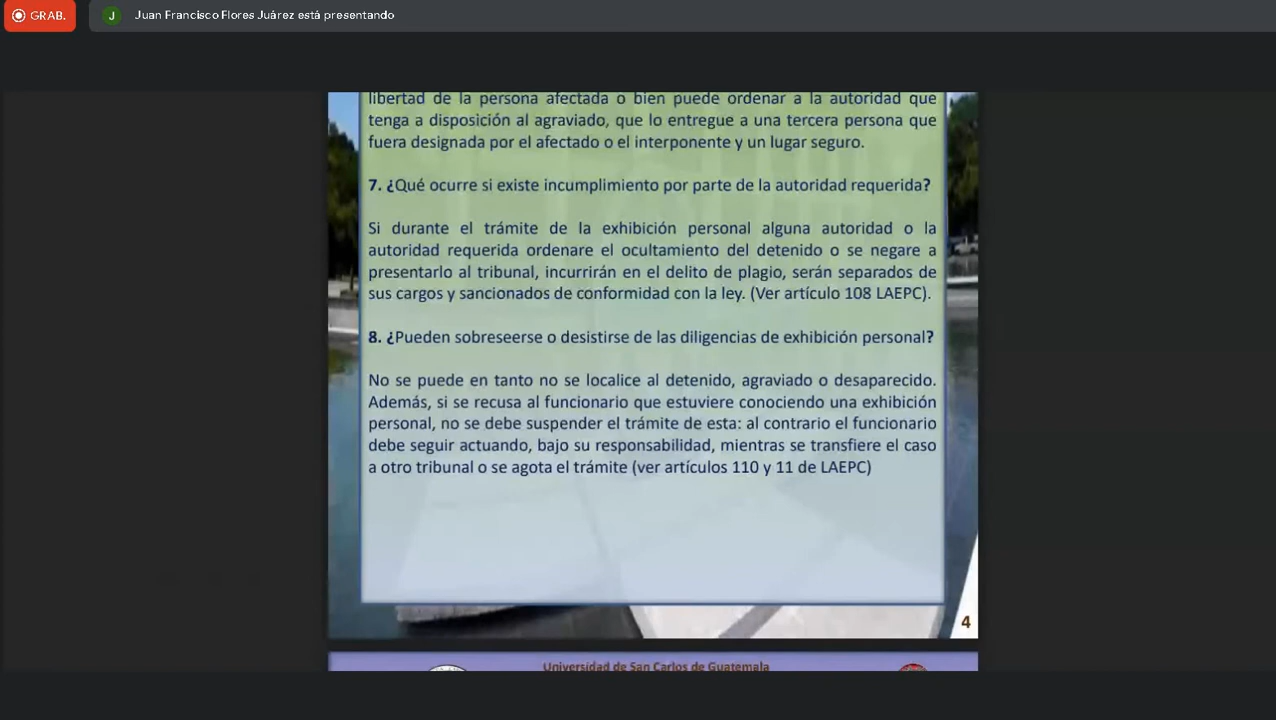 GRAB.
J
Juan Francisco Flores Juárez está presentando
libertad de la persona afectada o bien puede ordenar a la autoridad que
tenga a disposición al agraviado, que lo entregue a una tercera persona que
fuera designada por el afectado o el interponente y un lugar seguro.
7. ¿Qué ocurre si existe incumplimiento por parte de la autoridad requerida?
Si durante el trámite de la exhibición personal alguna autoridad o la
autoridad requerida ordenare el ocultamiento del detenido o se negare a
presentarlo al tribunal, incurrirán en el delito de plagio, serán separados de
sus cargos y sancionados de conformidad con la ley. (Ver artículo 108 LAEPC).
8. ¿Pueden sobreseerse o desistirse de las diligencias de exhibición personal?
No se puede en tanto no se localice al detenido, agraviado o desaparecido.
Además, si se recusa al funcionario que estuviere conociendo una exhibición
personal, no se debe suspender el trámite de esta: al contrario el funcionario
debe seguir actuando, bajo su responsabilidad, mientras se transfiere el caso
a otro tribunal o se agota el trámite (ver artículos 110 y 11 de LAEPC)
4
Universidad de San Carlos de Guatemala